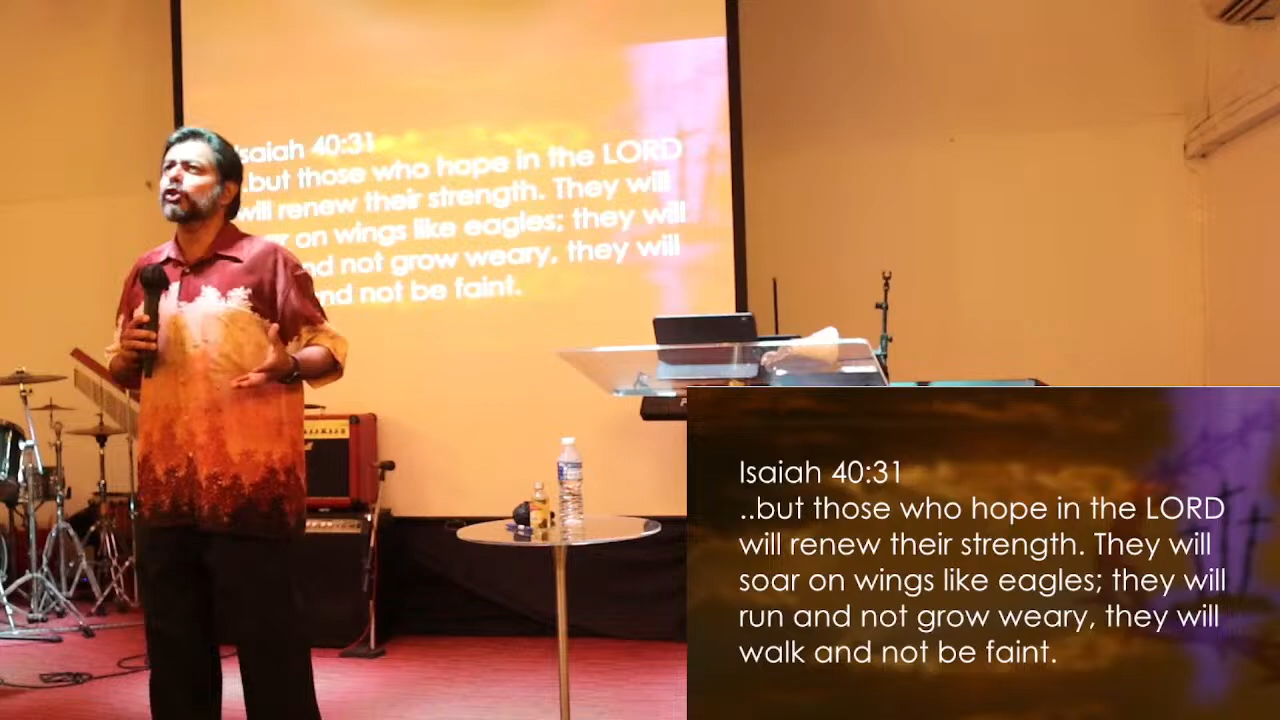 Isaiah 40:31
..but those who hope in the LORD
will renew their strength. They will
on wings like eagles; they will
not grow weary, they will
not be faint.
Isaiah 40:31
..but those who hope in the LORD
will renew their strength. They will
soar on wings like eagles; they will
run and not grow weary, they will
walk and not be faint.